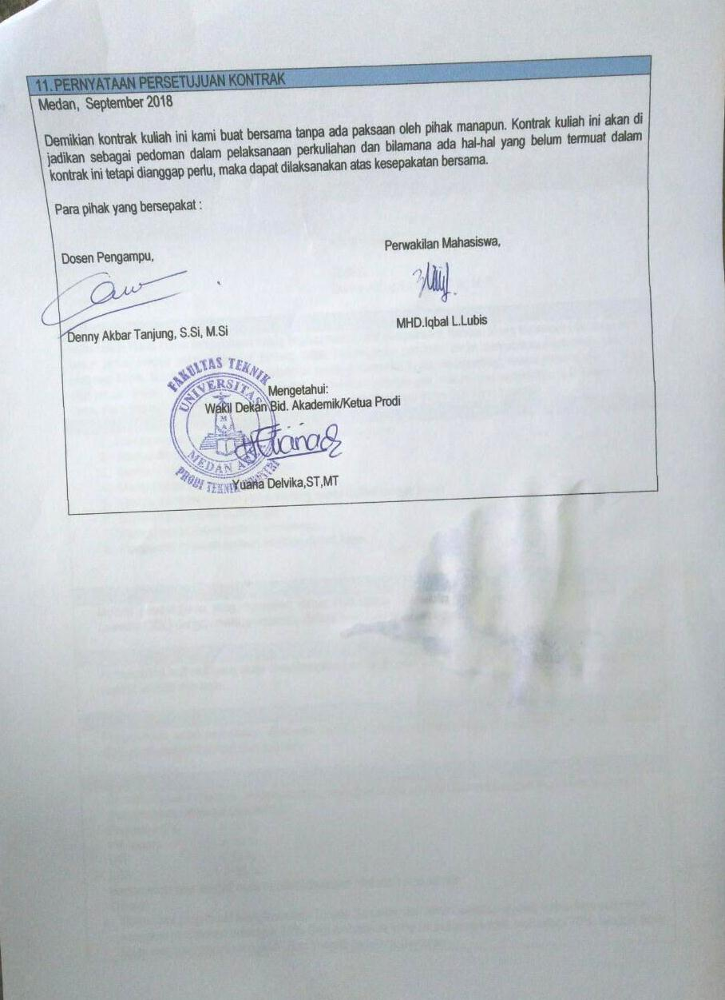 11.PERNYATAAN PERSETUJUAN KONTRAK
Medan, September 2018
Demikian kontrak kuliah ini kami buat bersama tanpa ada paksaan oleh pihak manapun. Kontrak kuliah ini akan di
jadikan sebagai pedoman dalam pelaksanaan perkuliahan dan bilamana ada hal-hal yang belum termuat dalam
kontrak ini tetapi dianggap perlu, maka dapat dilaksanakan atas kesepakatan bersama.
Para pihak yang bersepakat :
Dosen Pengampu,
Perwakilan Mahasiswa,
Denny Akbar Tanjung, S.Si, M.Si
MHD.Iqbal L.Lubis
FAKULTAS TEKNIK
UNIVERSITAS
MEDAN
PRODI TEKNIK
Mengetahui:
Wakil Dekan Bid. Akademik/Ketua Prodi
Yuana Delvika,ST,MT